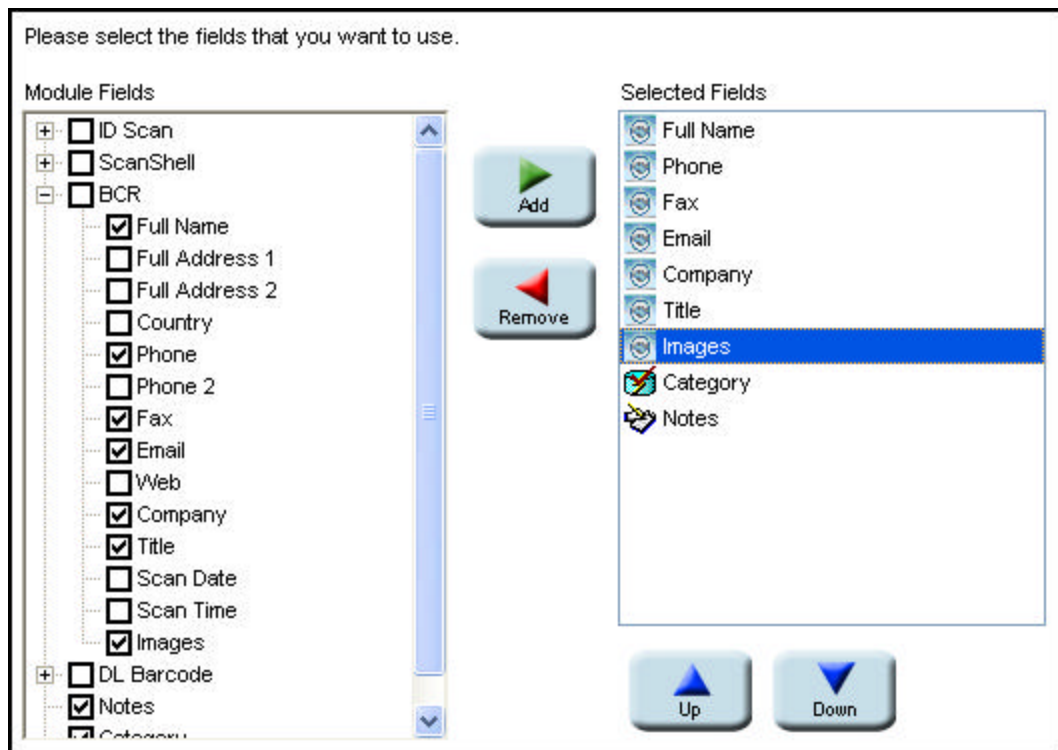 Please select the fields that you want to use.
Module Fields
ID Scan
ScanShell
BCR
Full Name
Full Address 1
Full Address 2
Country
Phone
Phone 2
Fax
Email
Web
Company
Title
Scan Date
Scan Time
Images
DL Barcode
Notes
Category
Add
Remove
Selected Fields
Full Name
Phone
Fax
Email
Company
Title
Images
Category
Notes
Up
Down